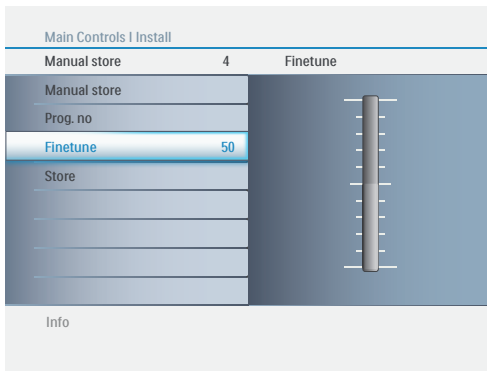 Main Controls I Install
Manual store 4 Finetune
Manual store
Prog. no
Finetune 50
Store
Info